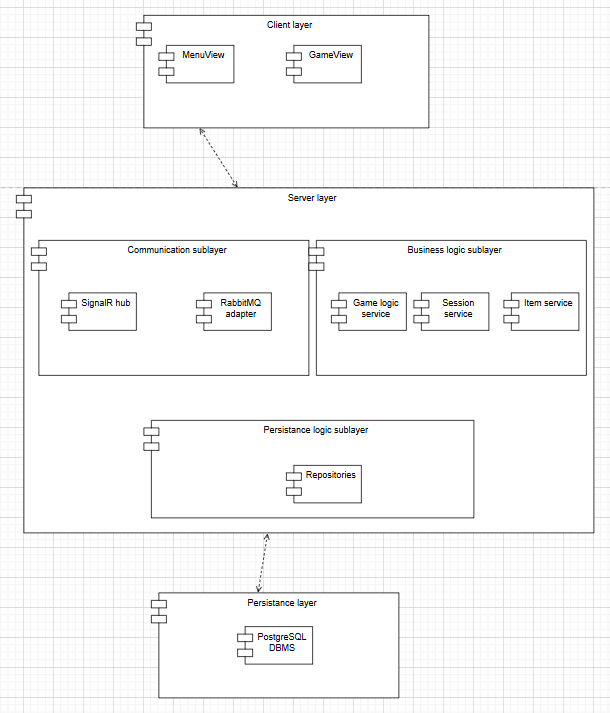 Client layer
MenuView
GameView
Server layer
Communication sublayer
SignalR hub
RabbitMQ
adapter
Business logic sublayer
Game logic
service
Session
service
Item service
Persistance logic sublayer
Repositories
Persistance layer
PostgreSQL
DBMS